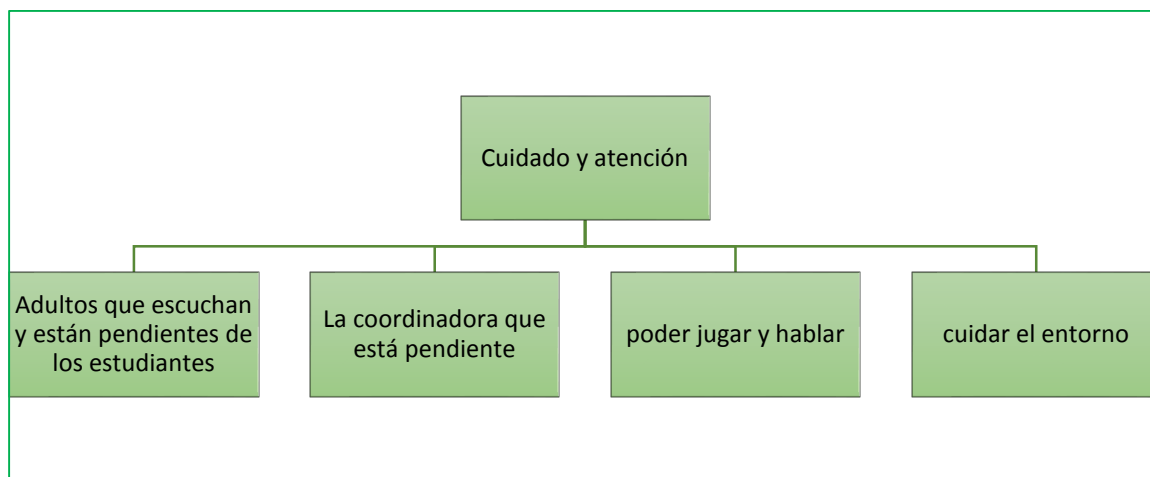 Cuidado y atención
Adultos que escuchan
y están pendientes de
los estudiantes
La coordinadora que
está pendiente
poder jugar y hablar
cuidar el entorno